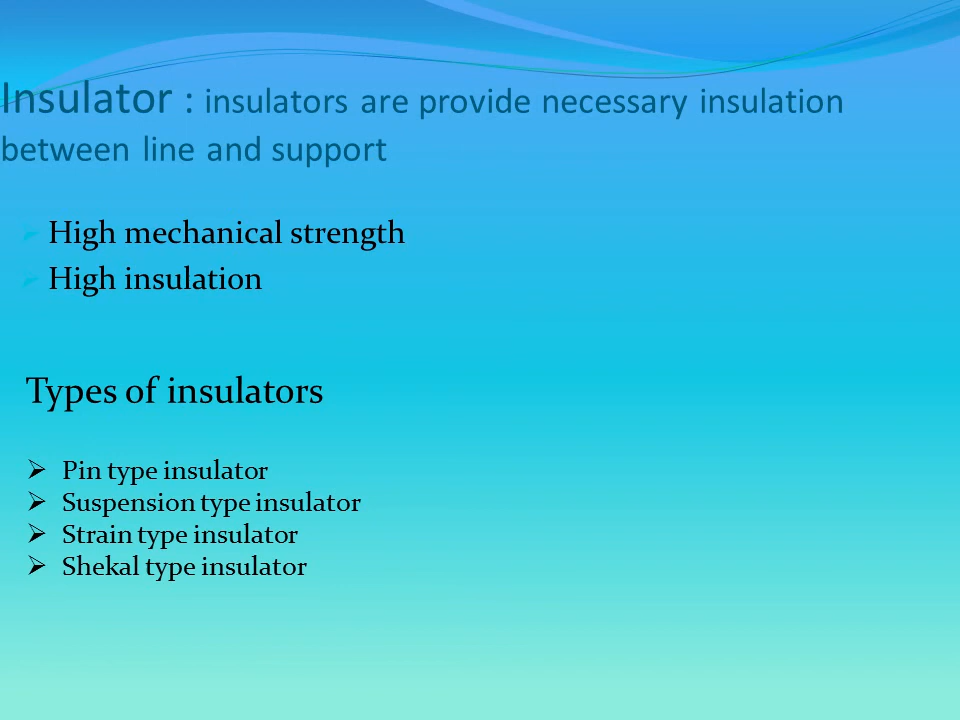 Insulator : insulators are provide necessary insulation
between line and support
High mechanical strength
High insulation
Types of insulators
Pin type insulator
Suspension type insulator
Strain type insulator
Shekal type insulator